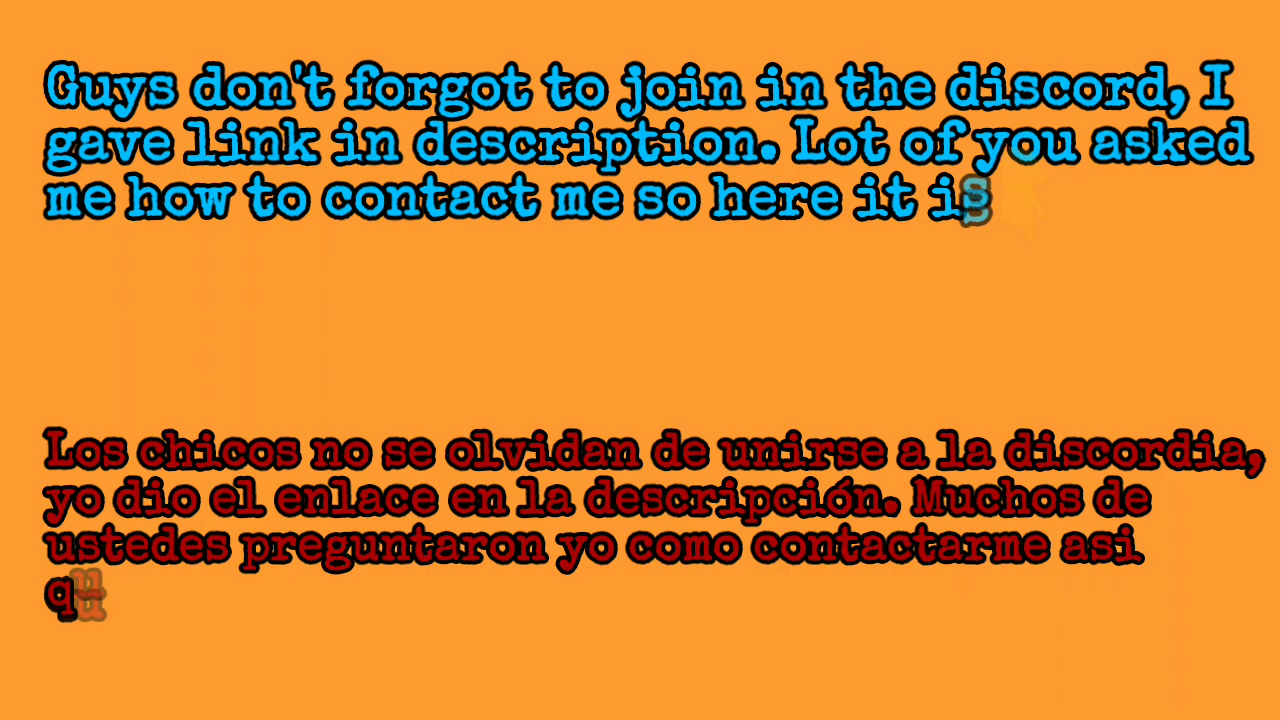 Guys don't forgot to join in the discord, I
gave link in description. Lot of you asked
me how to contact me so here it is
Los chicos no se olvidan de unirse a la discordia,
yo dio el enlace en la descripción. Muchos de
ustedes preguntaron yo como contactarme asi
qu